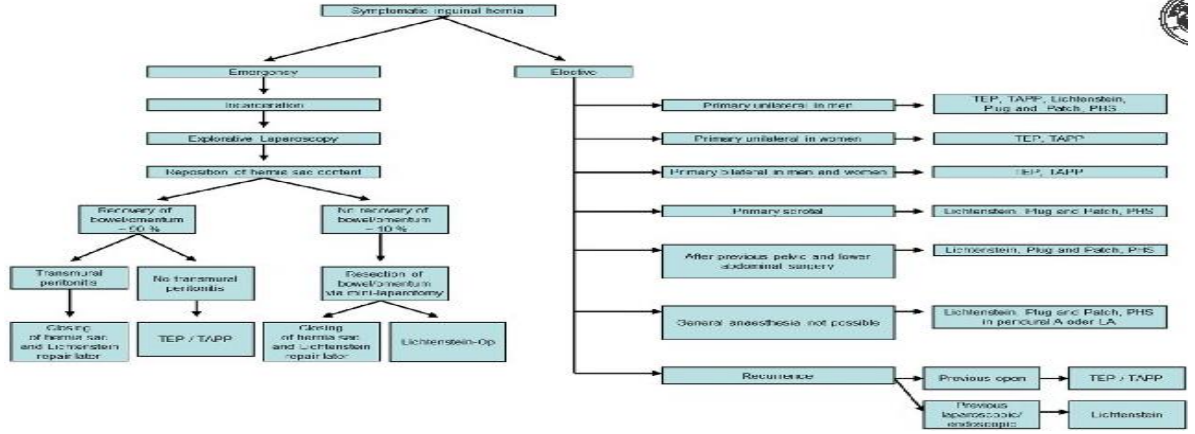 Symptomatic inguinal hernia
Emergency
Incarceration
Explorative Laparoscopy
Reposition of hernia sac content
Recovery of
bowel/omentum
~ 90 %
No recovery of
bowel/omentum
~ 10 %
Transmural
peritonitis
No transmural
peritonitis
Resection of
bowel/omentum
via mini-laparotomy
Closing
of hernia sac
and Lichtenstein
repair later
TEP / TAPP
Closing
of hernia sac
and Lichtenstein
repair later
Lichtenstein-Op
Elective
Primary unilateral in men
TEP, TAPP, Lichtenstein,
Plug and Patch, PHS
Primary unilateral in women
TEP, TAPP
Primary bilateral in men and women
TEP, TAPP
Primary scrotal
Lichtenstein, Plug and Patch, PHS
After previous pelvic and lower
abdominal surgery
Lichtenstein, Plug and Patch, PHS
General anaesthesia not possible
Lichtenstein, Plug and Patch, PHS
in peridural A oder LA
Recurrence
Previous open
TEP / TAPP
Previous
laparoscopic/
endoscopic
Lichtenstein